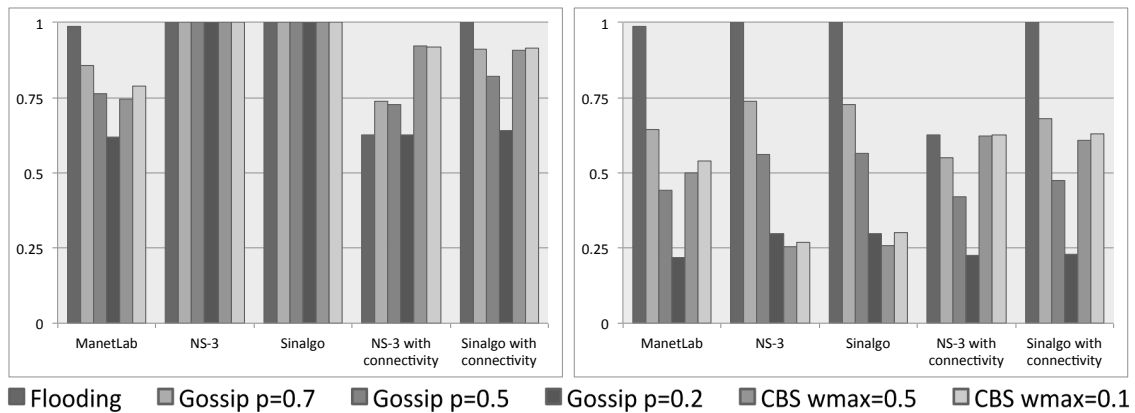 1
0.75
0.5
0.25
0
ManetLab
NS-3
Sinalgo
NS-3 with
connectivity
Sinalgo with
connectivity
1
0.75
0.5
0.25
0
ManetLab
NS-3
Sinalgo
NS-3 with
connectivity
Sinalgo with
connectivity
Flooding
Gossip p=0.7
Gossip p=0.5
Gossip p=0.2
CBS wmax=0.5
CBS wmax=0.1